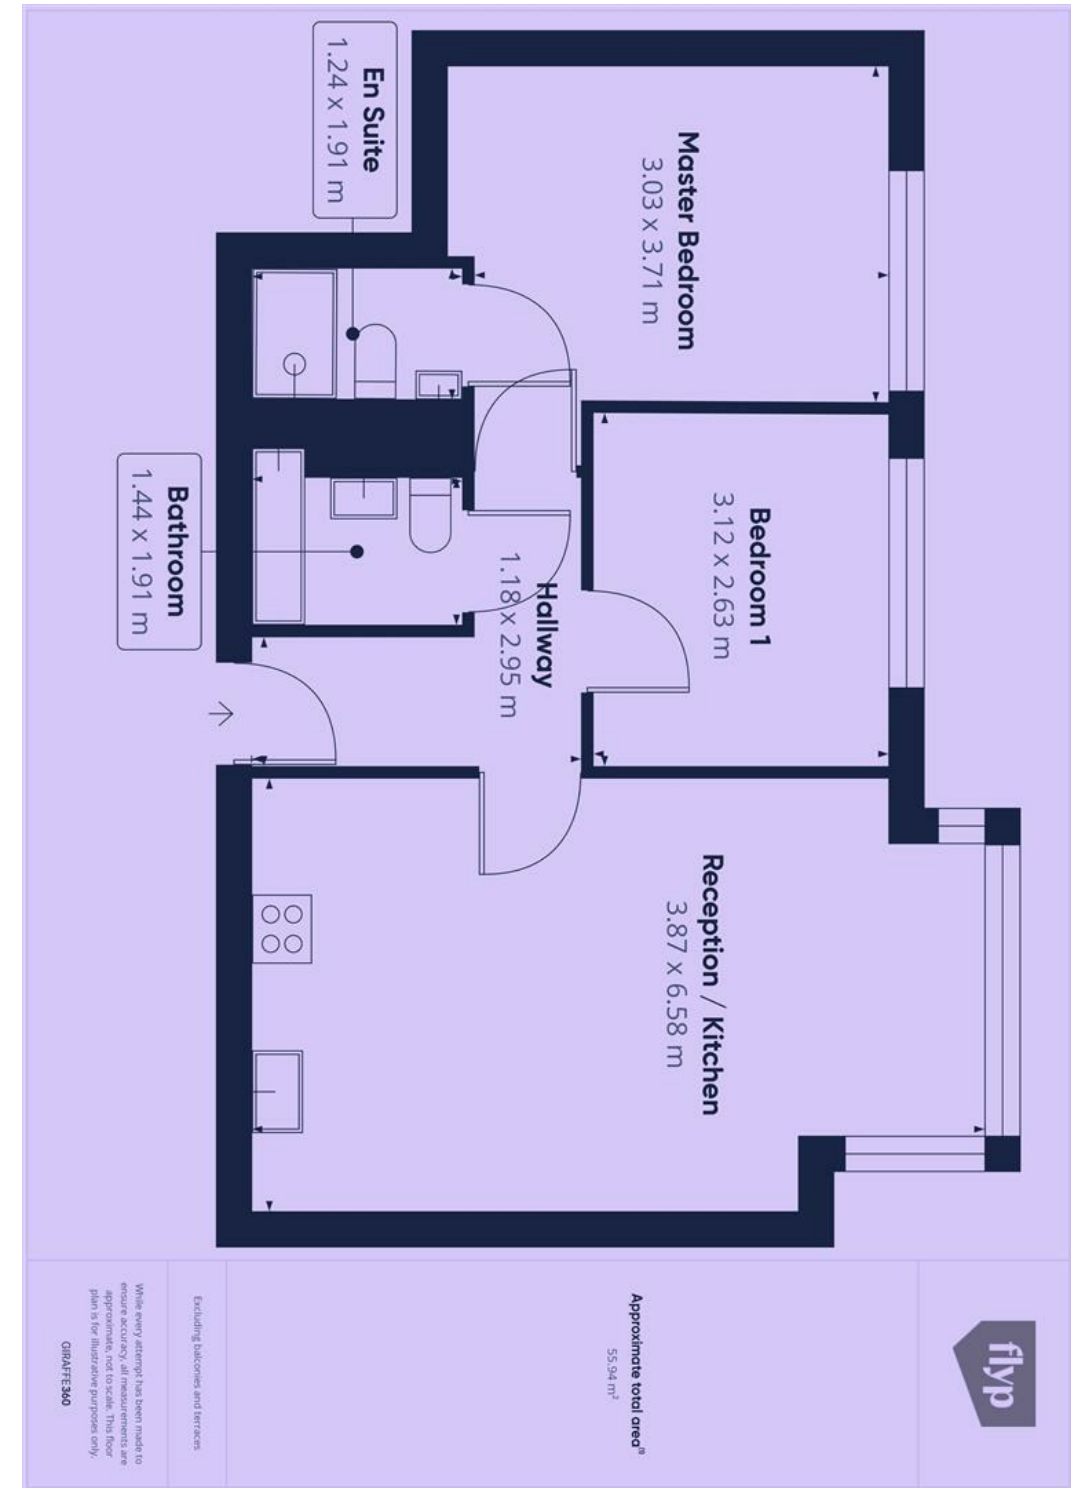 Master Bedroom
3.03 x 3.71 m
Bedroom 1
3.12 x 2.63 m
Reception / Kitchen
3.87 x 6.58 m
Hallway
1.18 x 2.95 m
En Suite
1.24 x 1.91 m
Bathroom
1.44 x 1.91 m
flyp
Approximate total area⁽¹⁾
55.94 m²
Excluding balconies and terraces
While every attempt has been made to
ensure accuracy, all measurements are
approximate, not to scale. This floor
plan is for illustrative purposes only.
GIRAFFE360